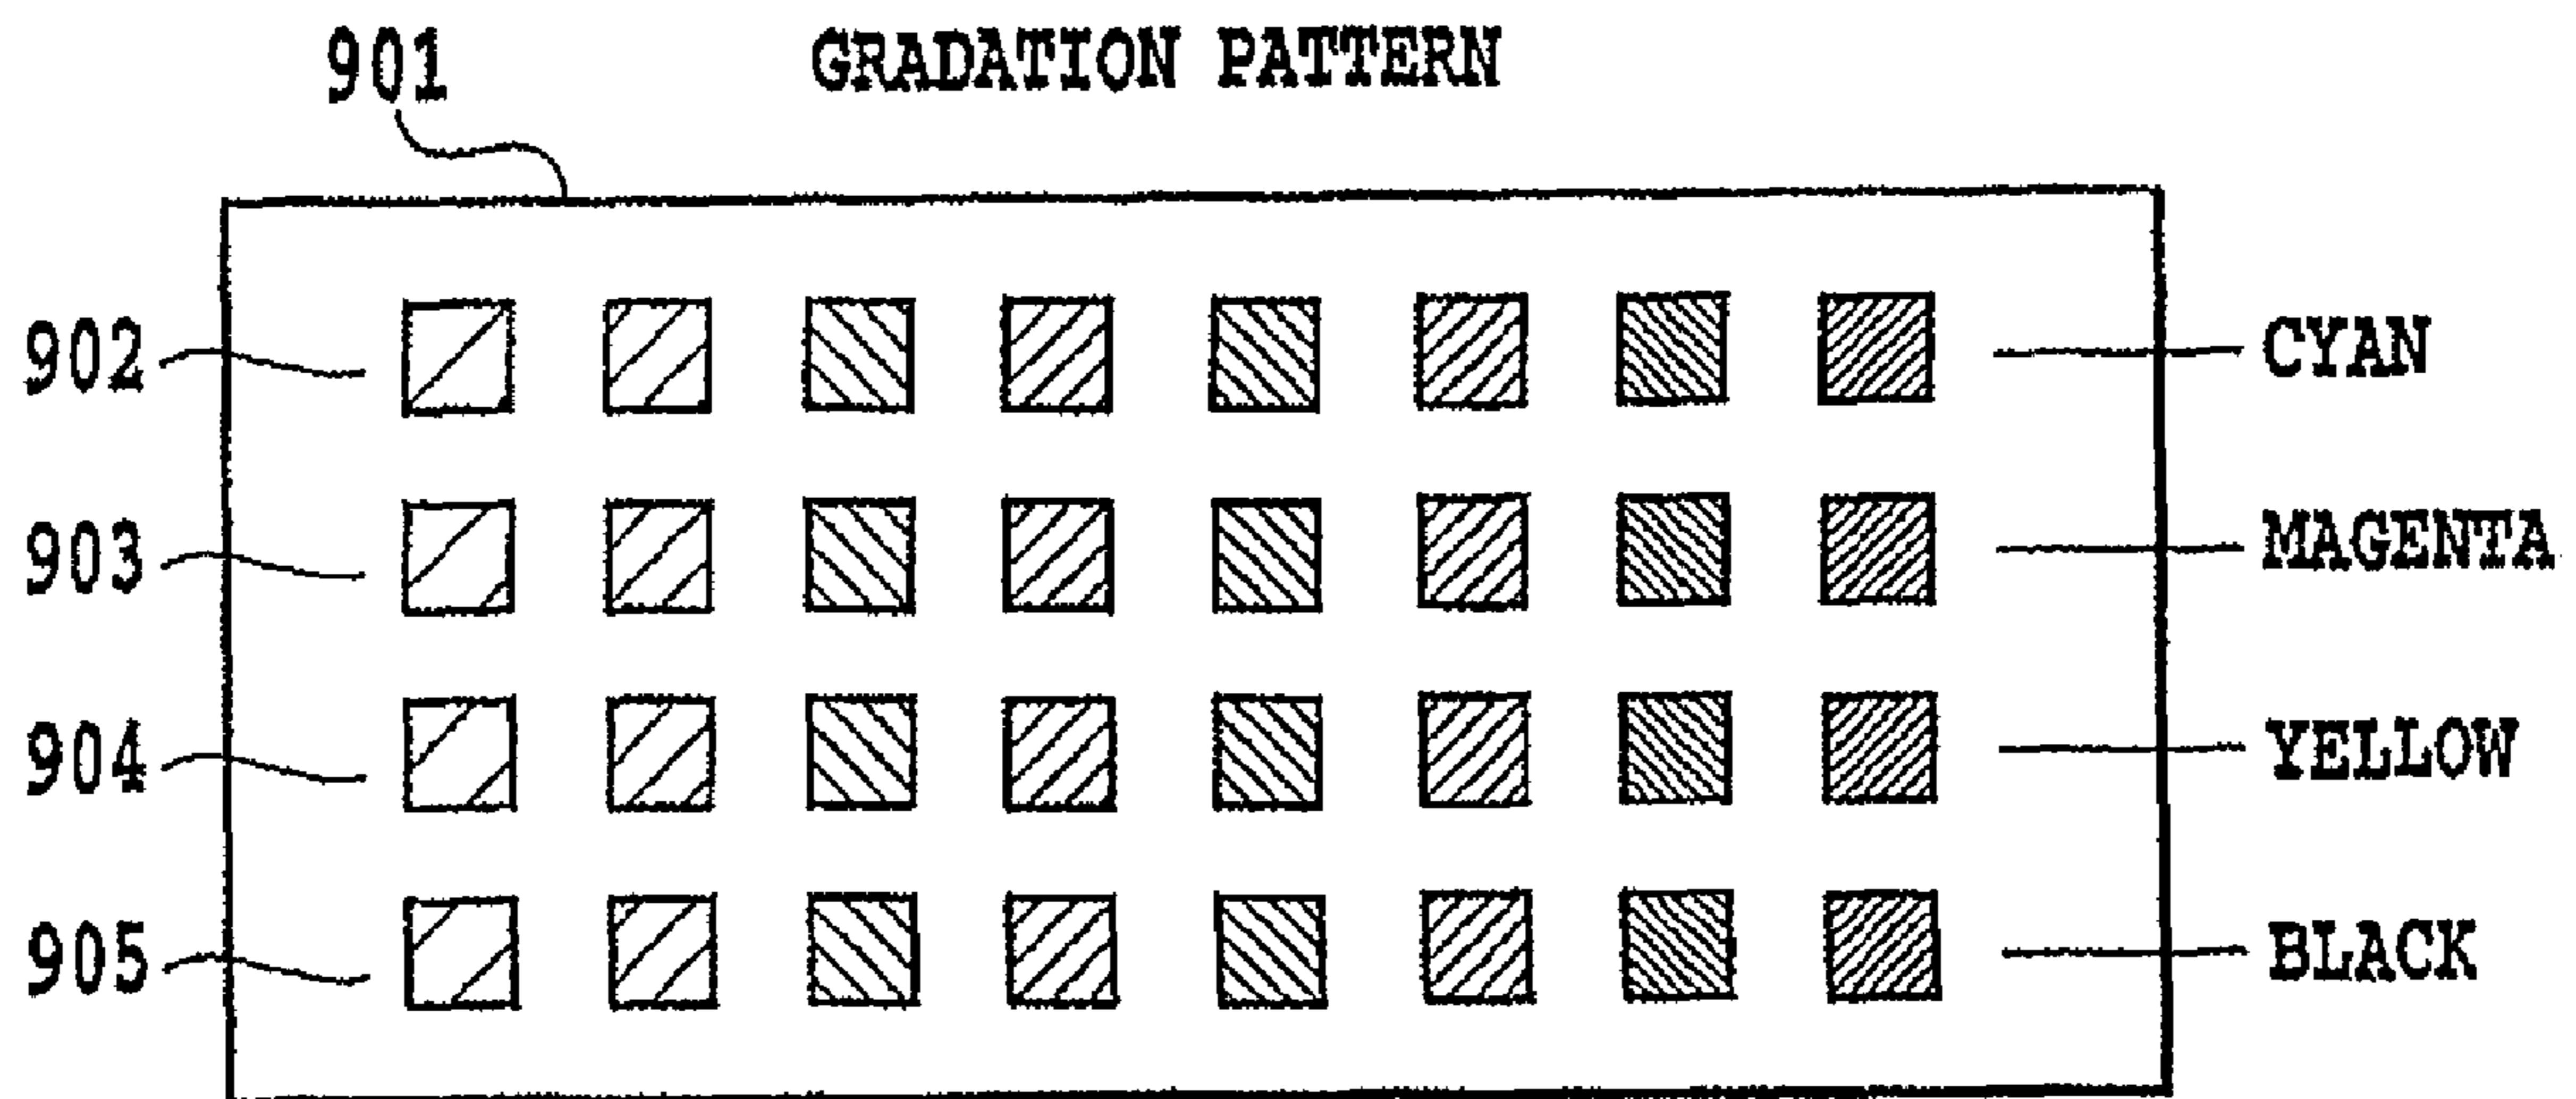 901 GRADATION PATTERN
902 CYAN
903 MAGENTA
904 YELLOW
905 BLACK